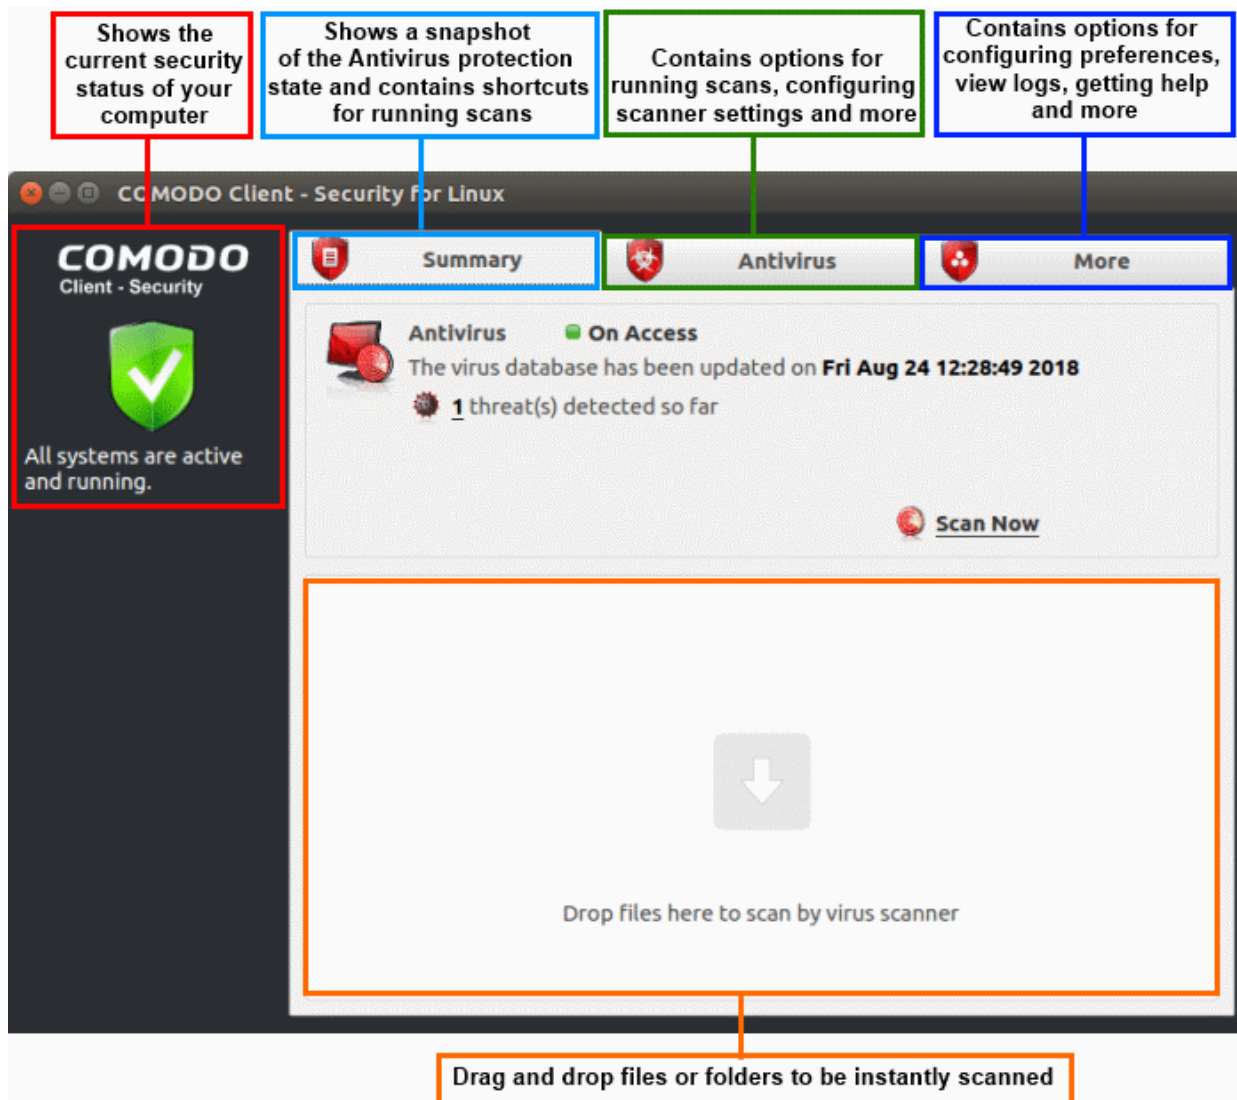 Shows the
current security
status of your
computer
Shows a snapshot
of the Antivirus protection
state and contains shortcuts
for running scans
Contains options for
running scans, configuring
scanner settings and more
Contains options for
configuring preferences,
view logs, getting help
and more
COMODO Client - Security for Linux
COMODO
Client - Security
All systems are active
and running.
Summary
Antivirus
More
Antivirus On Access
The virus database has been updated on Fri Aug 24 12:28:49 2018
1 threat(s) detected so far
Scan Now
Drop files here to scan by virus scanner
Drag and drop files or folders to be instantly scanned